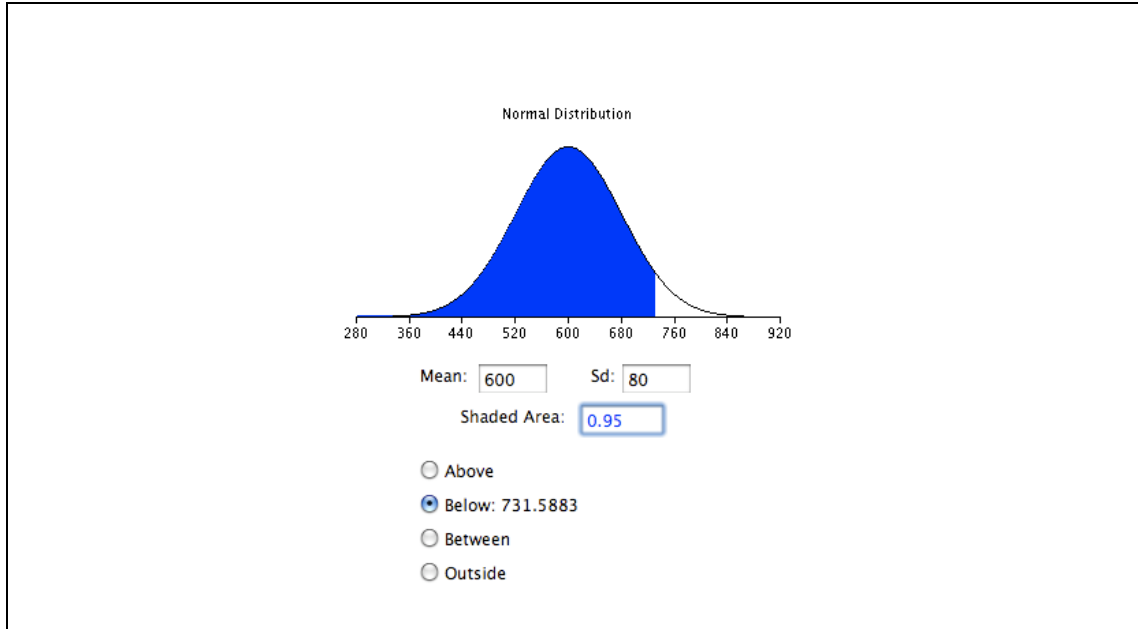 Normal Distribution
280 360 440 520 600 680 760 840 920
Mean: 600 Sd: 80
Shaded Area: 0.95
Above
Below: 731.5883
Between
Outside